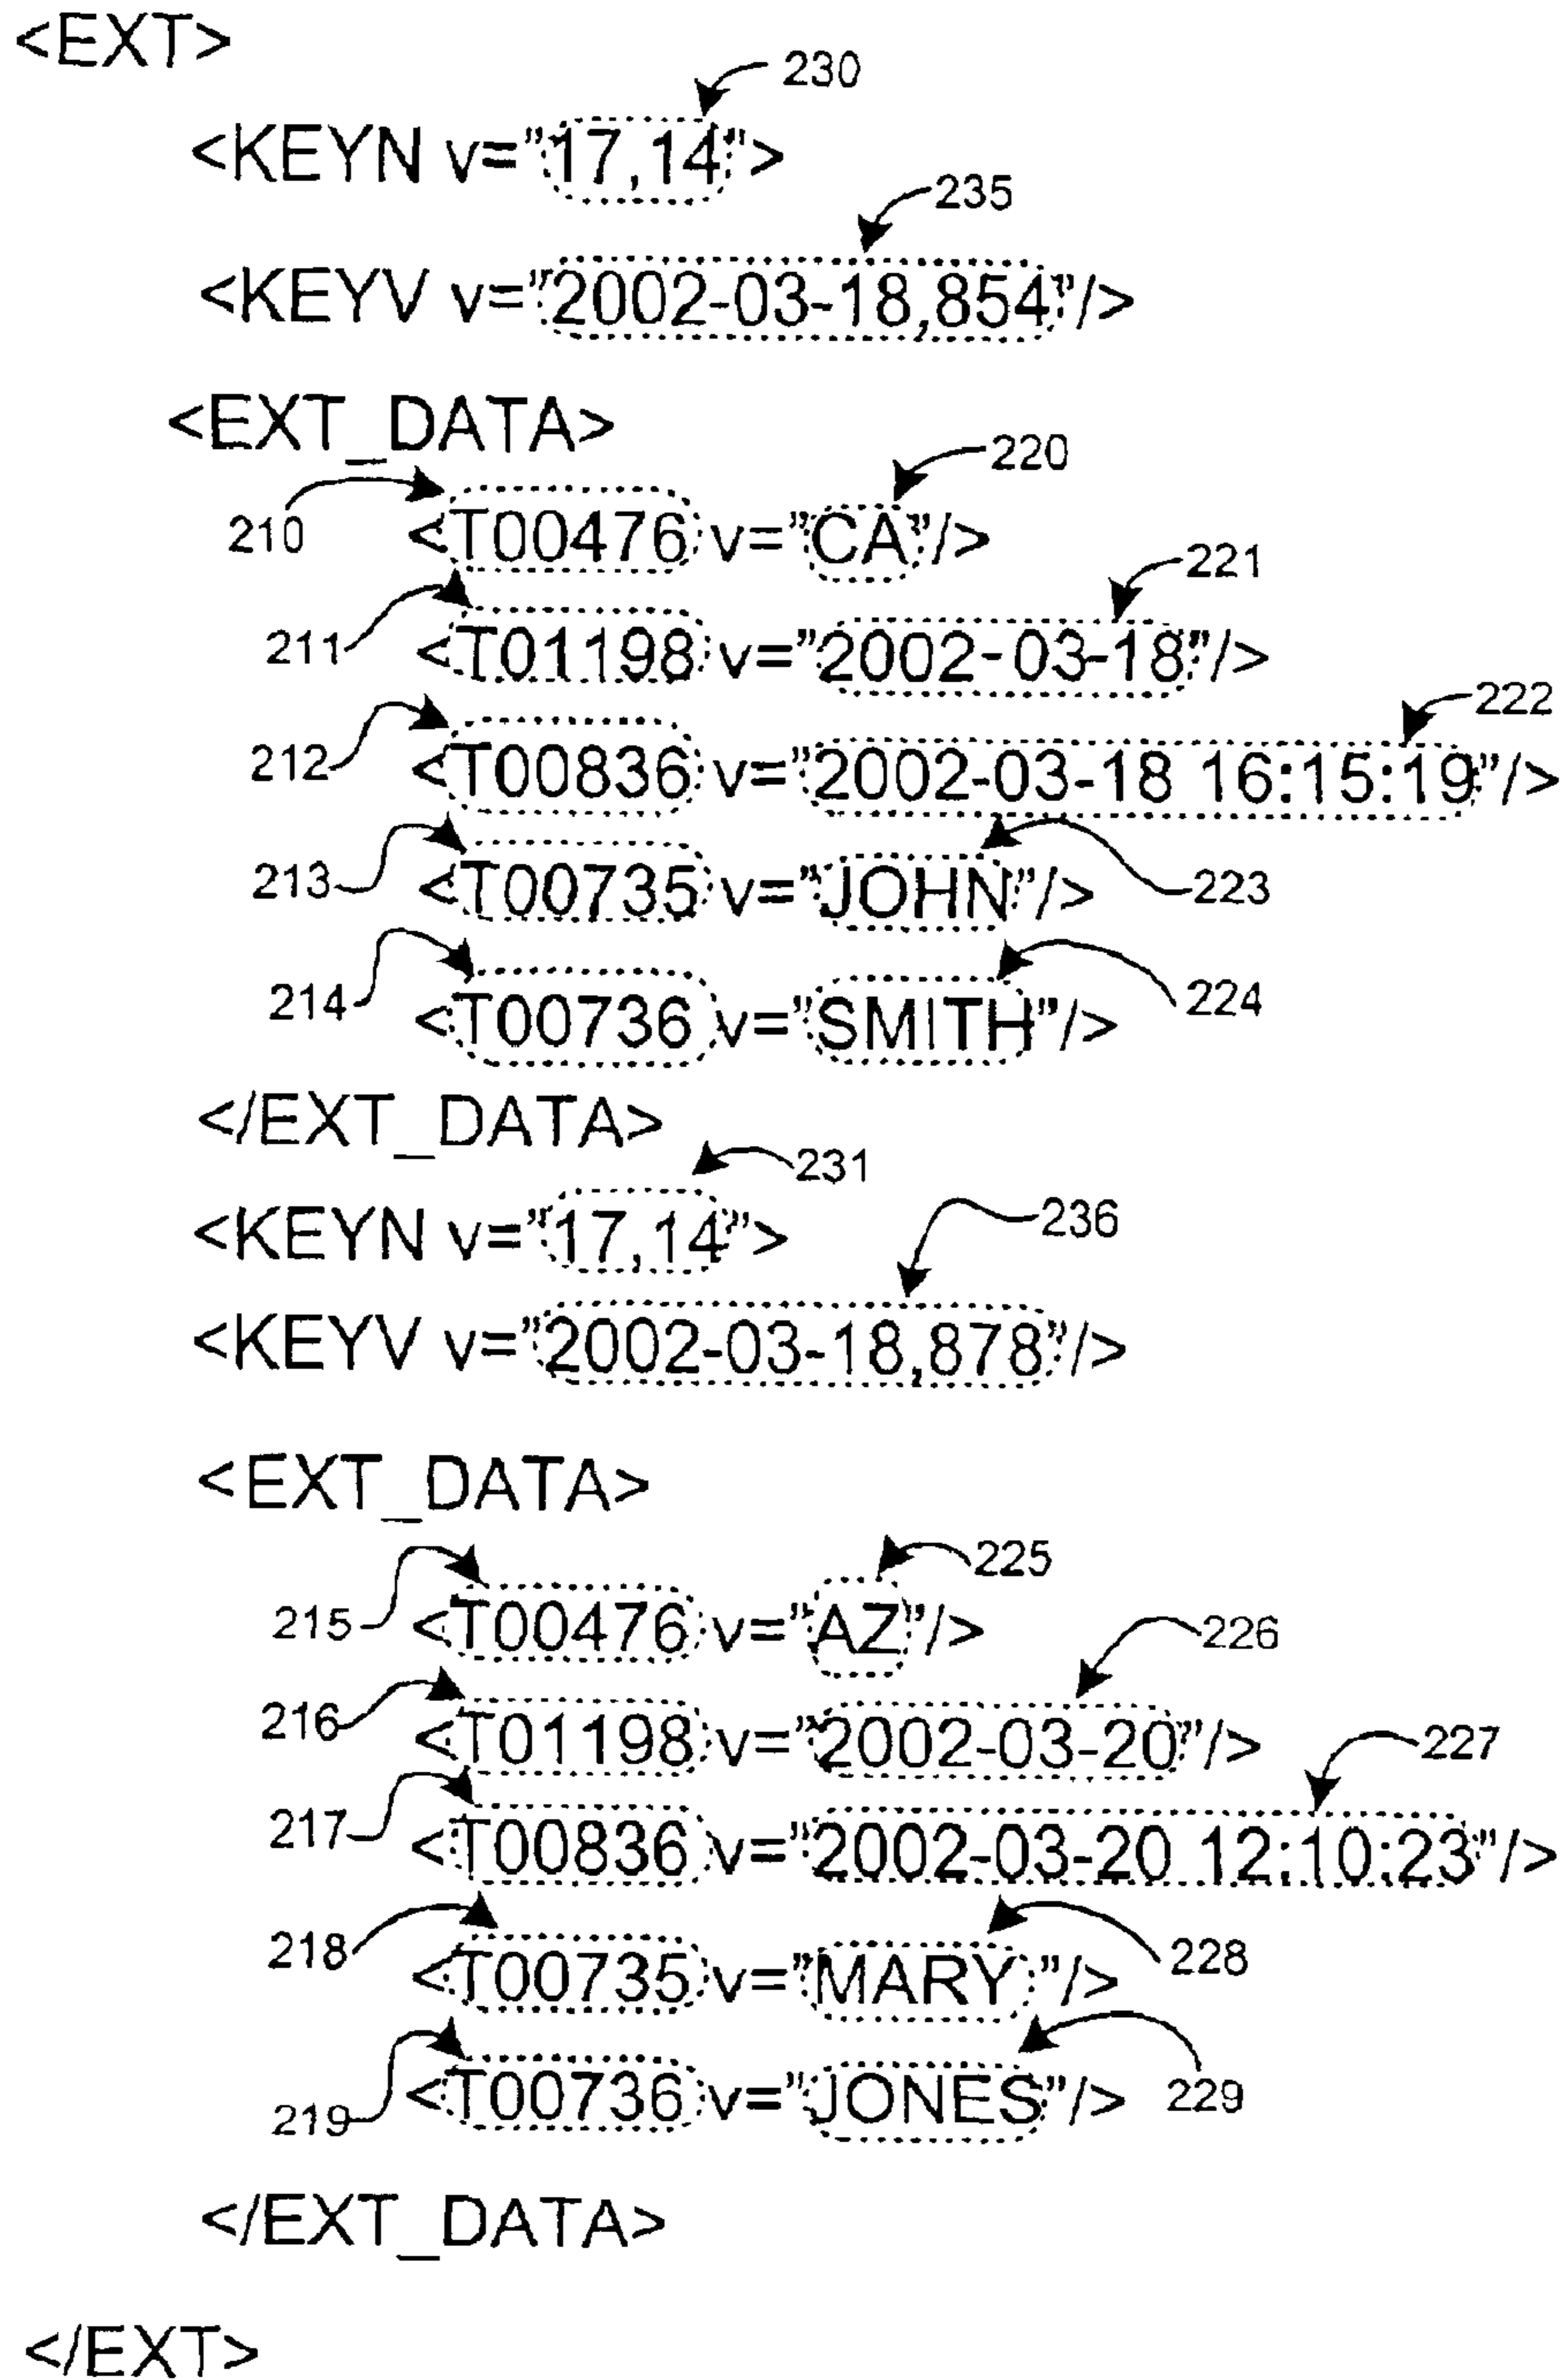 <EXT>
230
<KEYN v="17,14">
235
<KEYV v="2002-03-18,854"/>
<EXT_DATA>
220
210 <T00476 v="CA"/>
221
211 <T01198 v="2002-03-18"/>
222
212 <T00836 v="2002-03-18 16:15:19"/>
213 <T00735 v="JOHN"/> 223
214 <T00736 v="SMITH"/> 224
</EXT_DATA>
231
<KEYN v="17,14">
236
<KEYV v="2002-03-18,878"/>
<EXT_DATA>
225
215 <T00476 v="AZ"/> 226
216 <T01198 v="2002-03-20"/> 227
217 <T00836 v="2002-03-20 12:10:23"/>
218 <T00735 v="MARY "/> 228
219 <T00736 v="JONES"/> 229
</EXT_DATA>
</EXT>